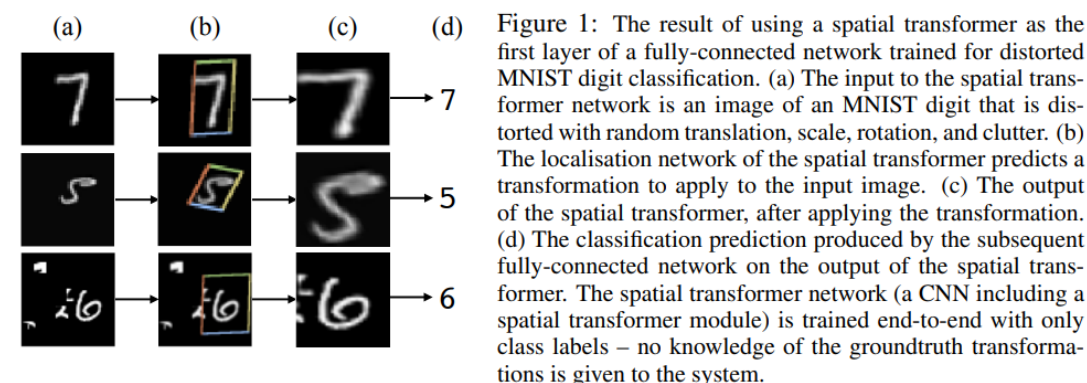 (a) (b) (c) (d)
7
5
6
Figure 1: The result of using a spatial transformer as the
first layer of a fully-connected network trained for distorted
MNIST digit classification. (a) The input to the spatial trans-
former network is an image of an MNIST digit that is dis-
torted with random translation, scale, rotation, and clutter. (b)
The localisation network of the spatial transformer predicts a
transformation to apply to the input image. (c) The output
of the spatial transformer, after applying the transformation.
(d) The classification prediction produced by the subsequent
fully-connected network on the output of the spatial trans-
former. The spatial transformer network (a CNN including a
spatial transformer module) is trained end-to-end with only
class labels – no knowledge of the groundtruth transforma-
tions is given to the system.